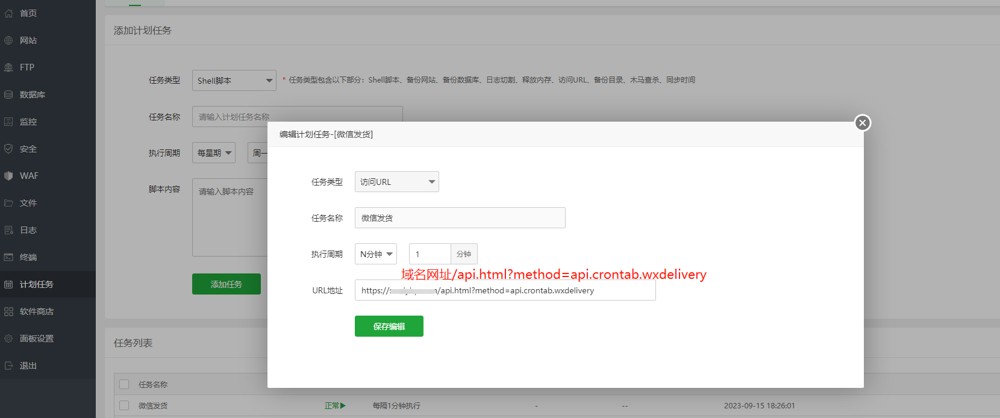 首页
网站
FTP
数据库
监控
安全
WAF
文件
日志
终端
计划任务
软件商店
面板设置
退出
添加计划任务
任务类型 Shell脚本 * 任务类型包含以下部分：Shell脚本、备份网站、备份数据库、日志切割、释放内存、访问URL、备份目录、木马查杀、同步时间
任务名称 请输入计划任务名称
执行周期 每星期 周一
脚本内容 请输入脚本内容
添加任务
编辑计划任务-[微信发货]
任务类型 访问URL
任务名称 微信发货
执行周期 N分钟 1 分钟
域名网址/api.html?method=api.crontab.wxdelivery
URL地址 https:// /api.html?method=api.crontab.wxdelivery
保存编辑
任务列表
任务名称
微信发货 正常▶ 每隔1分钟执行 - -- 2023-09-15 18:26:01